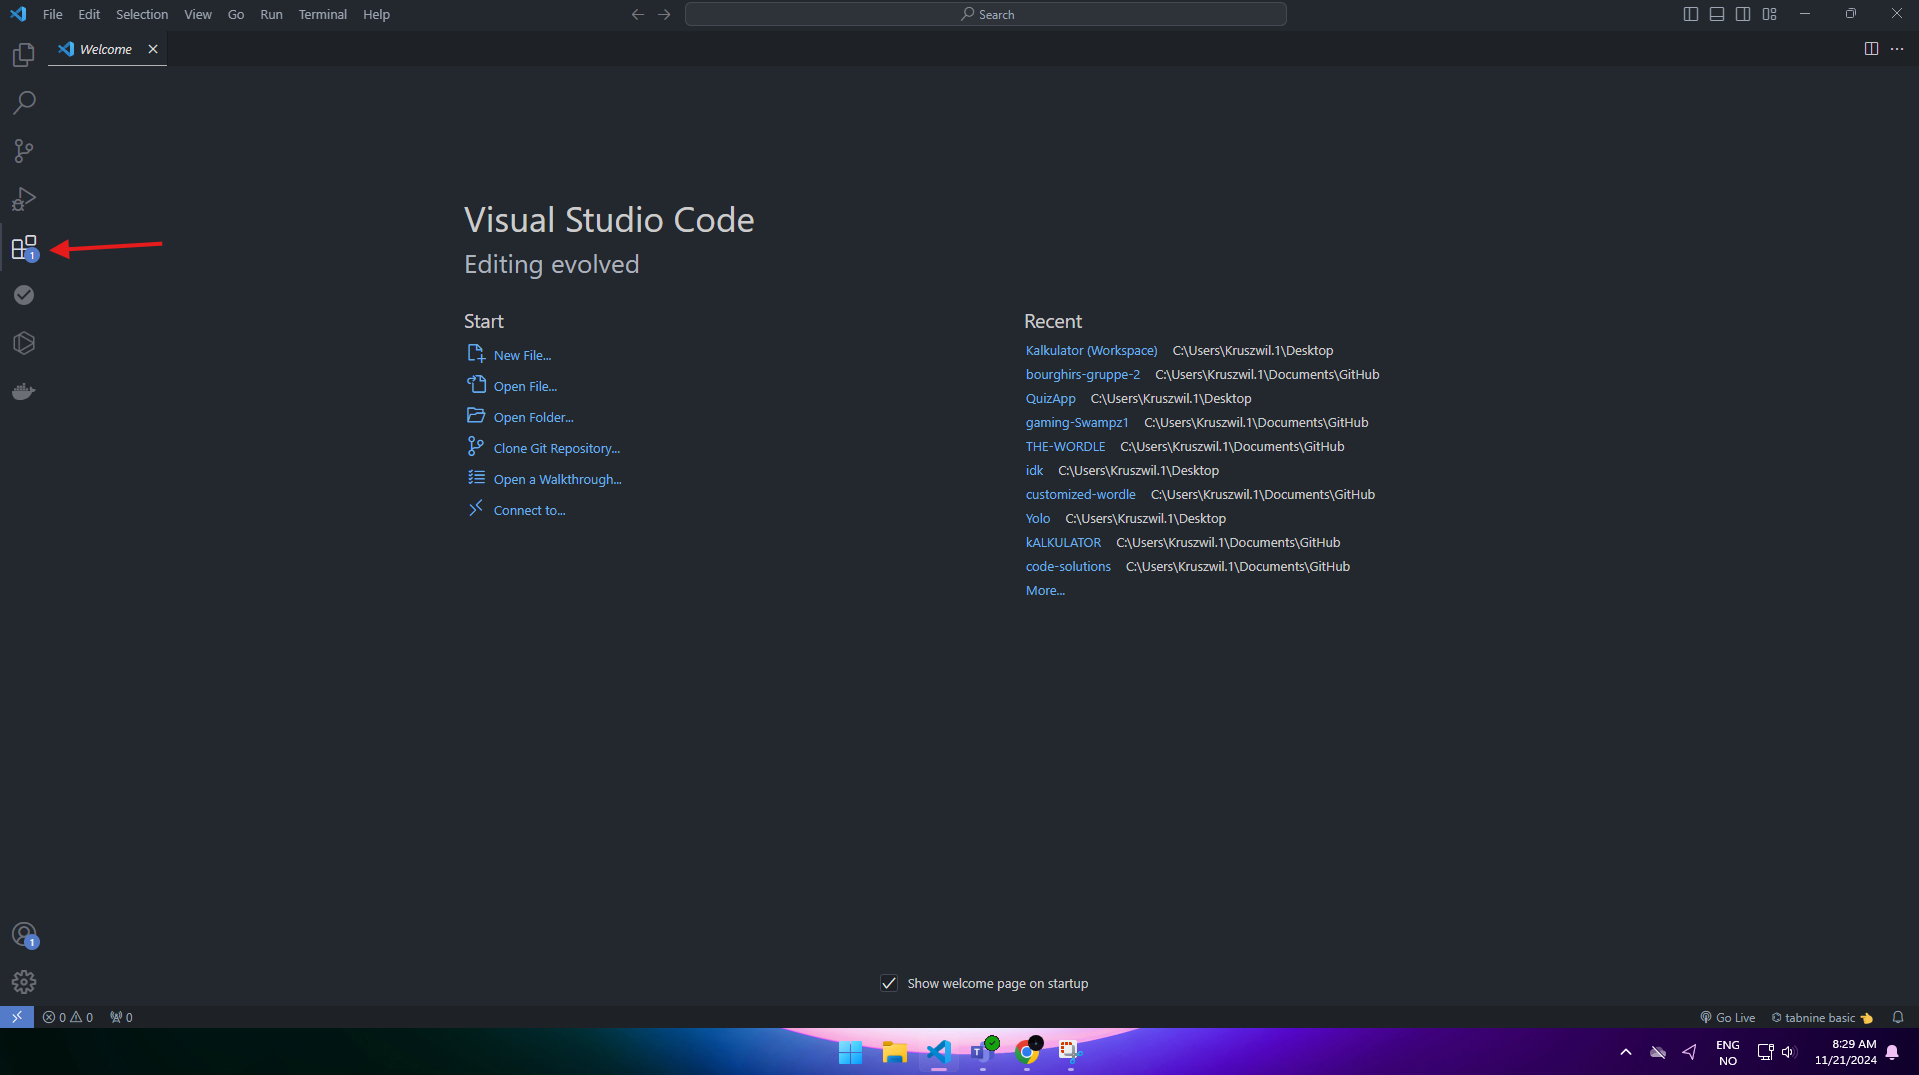 File Edit Selection View Go Run Terminal Help
Search
Welcome
1
Visual Studio Code
Editing evolved
Start
New File...
Open File...
Open Folder...
Clone Git Repository...
Open a Walkthrough...
Connect to...
Recent
Kalkulator (Workspace) C:\Users\Kruszwil.1\Desktop
bourghirs-gruppe-2 C:\Users\Kruszwil.1\Documents\GitHub
QuizApp C:\Users\Kruszwil.1\Desktop
gaming-Swampz1 C:\Users\Kruszwil.1\Documents\GitHub
THE-WORDLE C:\Users\Kruszwil.1\Documents\GitHub
idk C:\Users\Kruszwil.1\Desktop
customized-wordle C:\Users\Kruszwil.1\Documents\GitHub
Yolo C:\Users\Kruszwil.1\Desktop
kALKULATOR C:\Users\Kruszwil.1\Documents\GitHub
code-solutions C:\Users\Kruszwil.1\Documents\GitHub
More...
1
Show welcome page on startup
0 0 0 Go Live tabnine basic
T
ENG 8:29 AM
NO 11/21/2024